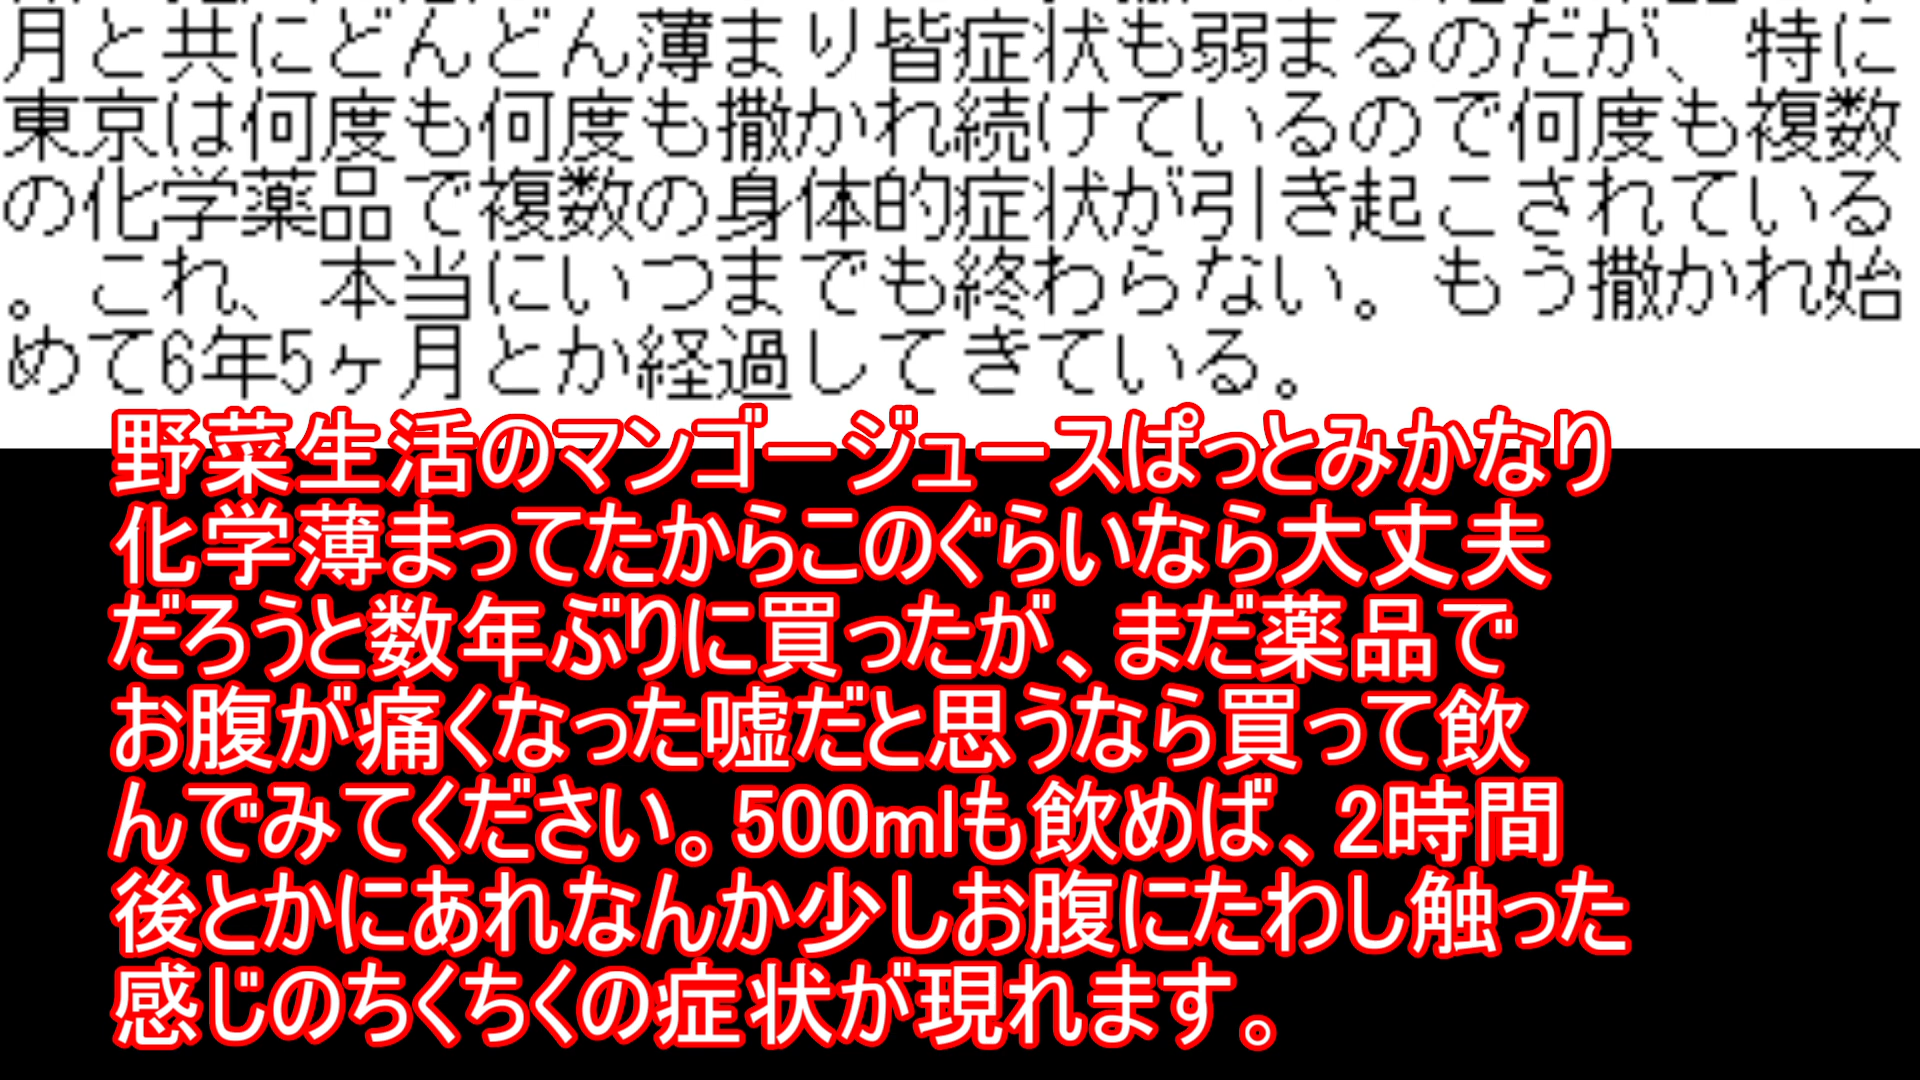 月と共にどんどん薄まり皆症状も弱まるのだが、特に
東京は何度も何度も撒かれ続けているので何度も複数
の化学薬品で複数の身体的症状が引き起こされている
。これ、本当にいつまでも終わらない。もう撒かれ始
めて6年5ヶ月とか経過してきている。
野菜生活のマンゴージュースぱっとみかなり
化学薄まってたからこのぐらいなら大丈夫
だろうと数年ぶりに買ったが、まだ薬品で
お腹が痛くなった嘘だと思うなら買って飲
んでみてください。500mlも飲めば、2時間
後とかにあれなんか少しお腹にたわし触った
感じのちくちくの症状が現れます。